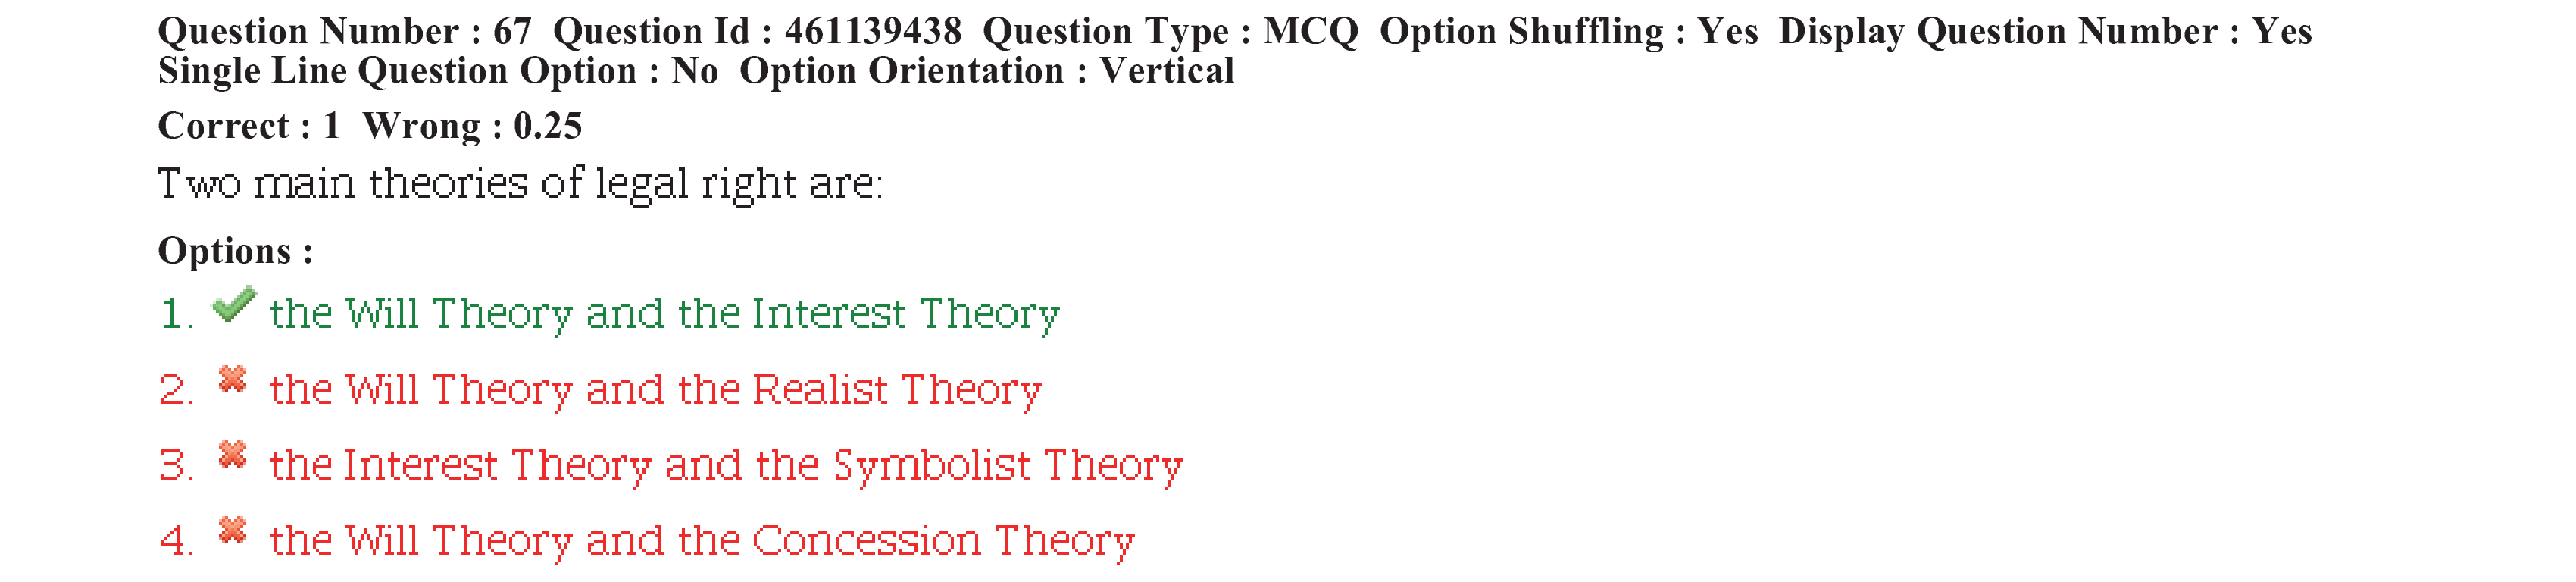 Question Number : 67 Question Id : 461139438 Question Type : MCQ Option Shuffling : Yes Display Question Number : Yes
Single Line Question Option : No Option Orientation : Vertical
Correct : 1 Wrong : 0.25
Two main theories of legal right are:
Options :
1. the Will Theory and the Interest Theory
2. the Will Theory and the Realist Theory
3. the Interest Theory and the Symbolist Theory
4. the Will Theory and the Concession Theory